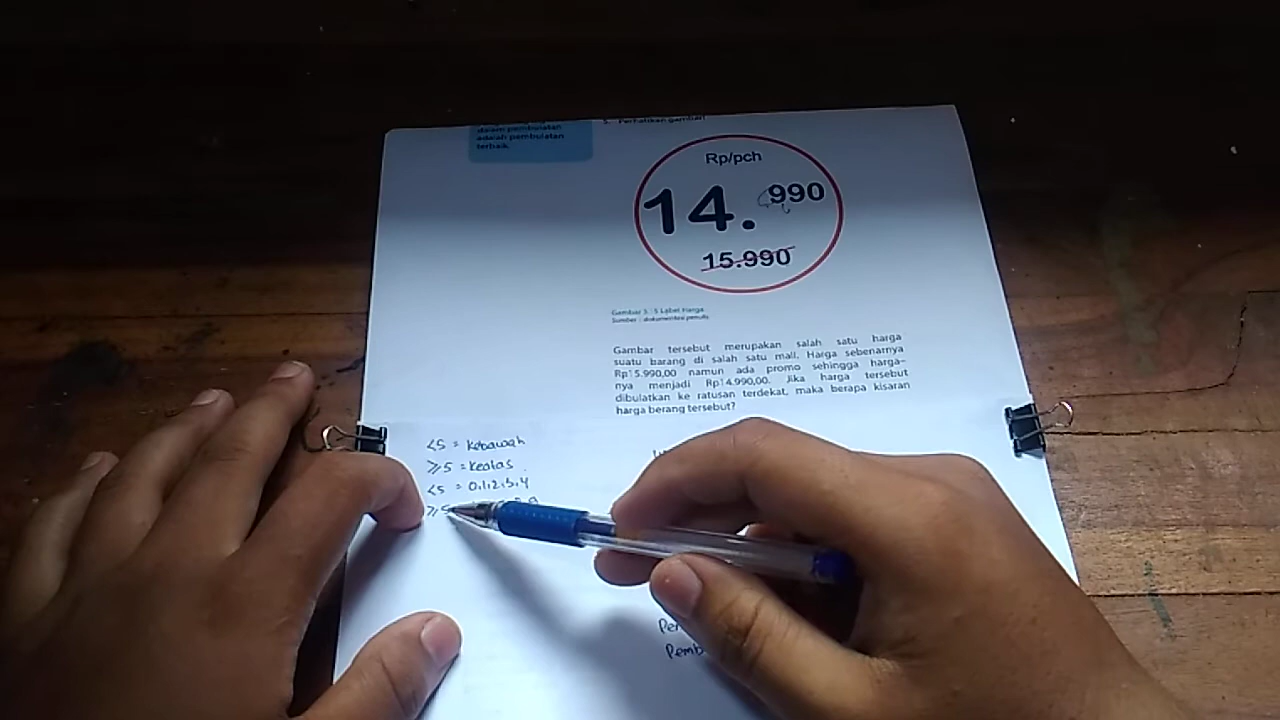 dalam pembulatan
adalah pembulatan
terbaik.
5. Perhatikan gambar!
Rp/pch
14.990
15.990
Gambar 3. 5 Label Harga
Sumber : dokumentasi penulis
Gambar tersebut merupakan salah satu harga
suatu barang di salah satu mall. Harga sebenarnya
Rp15.990,00 namun ada promo sehingga harga-
nya menjadi Rp14.990,00. Jika harga tersebut
dibulatkan ke ratusan terdekat, maka berapa kisaran
harga berang tersebut?
<5 = kebawah
≥5 = keatas
<5 = 0,1,2,3,4
≥5
Pem